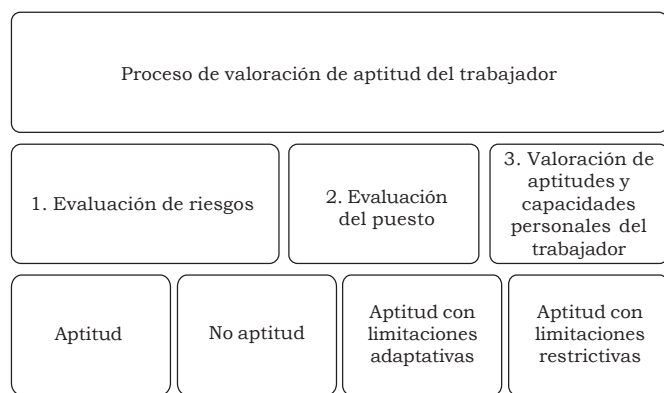 Proceso de valoración de aptitud del trabajador
1. Evaluación de riesgos
2. Evaluación
del puesto
3. Valoración de
aptitudes y
capacidades
personales del
trabajador
Aptitud
No aptitud
Aptitud con
limitaciones
adaptativas
Aptitud con
limitaciones
restrictivas